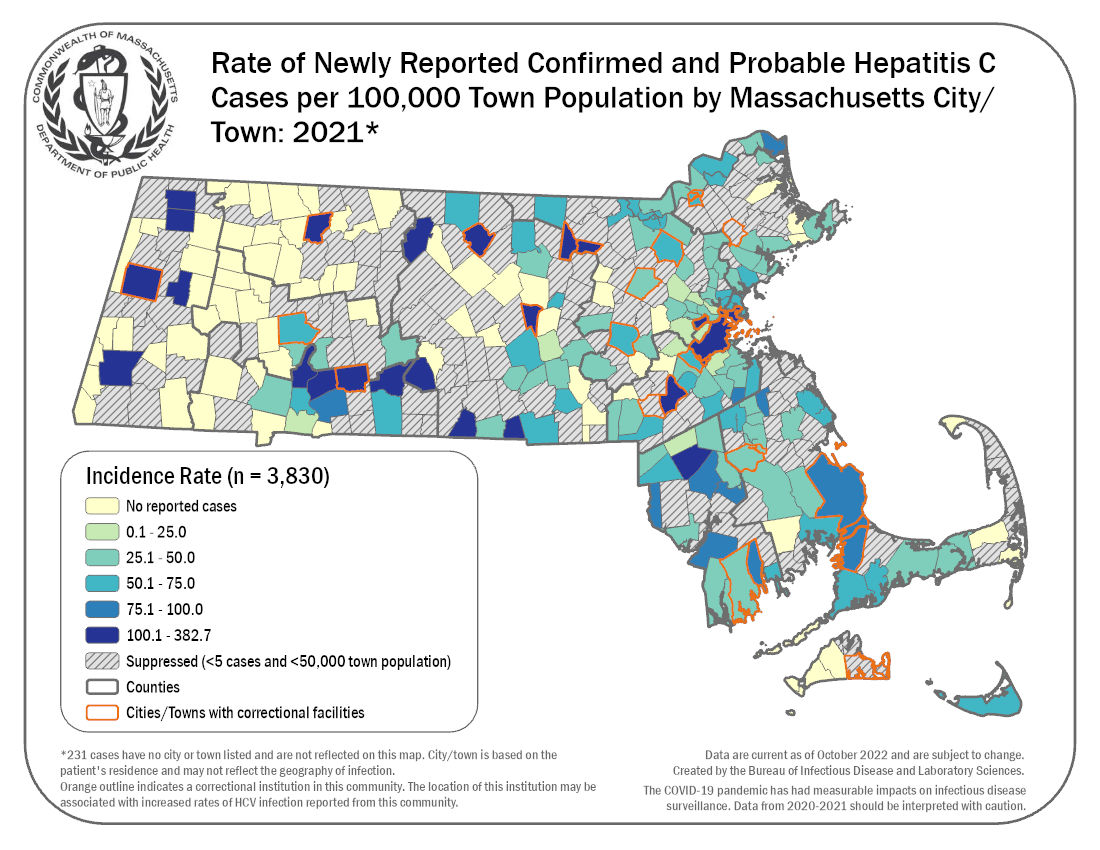 COMMONWEALTH OF MASSACHUSETTS
DEPARTMENT OF PUBLIC HEALTH
Rate of Newly Reported Confirmed and Probable Hepatitis C
Cases per 100,000 Town Population by Massachusetts City/
Town: 2021*
Incidence Rate (n = 3,830)
No reported cases
0.1 - 25.0
25.1 - 50.0
50.1 - 75.0
75.1 - 100.0
100.1 - 382.7
Suppressed (<5 cases and <50,000 town population)
Counties
Cities/Towns with correctional facilities
*231 cases have no city or town listed and are not reflected on this map. City/town is based on the
patient's residence and may not reflect the geography of infection.
Orange outline indicates a correctional institution in this community. The location of this institution may be
associated with increased rates of HCV infection reported from this community.
Data are current as of October 2022 and are subject to change.
Created by the Bureau of Infectious Disease and Laboratory Sciences.
The COVID-19 pandemic has had measurable impacts on infectious disease
surveillance. Data from 2020-2021 should be interpreted with caution.